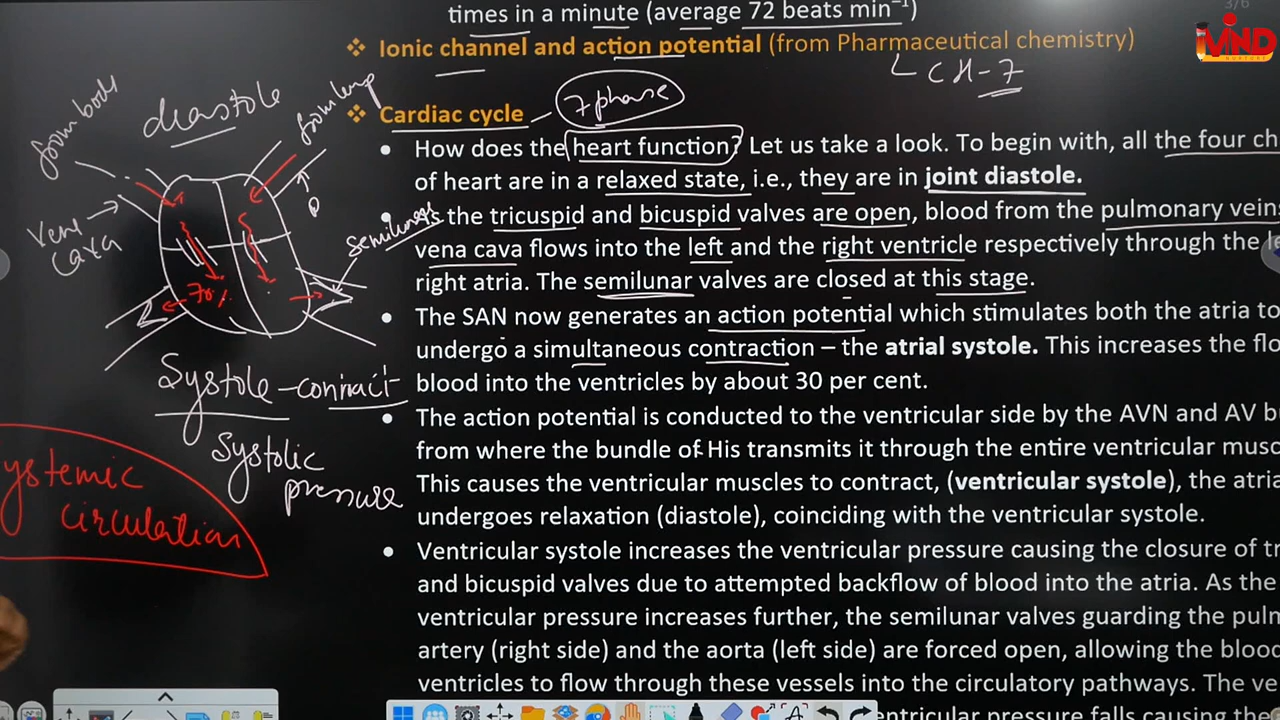 times in a minute (average 72 beats min⁻¹)
3/6
IVND
❖ Ionic channel and action potential (from Pharmaceutical chemistry)
CH-7
❖ Cardiac cycle
7 phase
• How does the heart function? Let us take a look. To begin with, all the four ch
of heart are in a relaxed state, i.e., they are in joint diastole.
• As the tricuspid and bicuspid valves are open, blood from the pulmonary vein
vena cava flows into the left and the right ventricle respectively through the le
right atria. The semilunar valves are closed at this stage.
• The SAN now generates an action potential which stimulates both the atria to
undergo a simultaneous contraction – the atrial systole. This increases the flo
blood into the ventricles by about 30 per cent.
• The action potential is conducted to the ventricular side by the AVN and AV b
from where the bundle of His transmits it through the entire ventricular musc
This causes the ventricular muscles to contract, (ventricular systole), the atria
undergoes relaxation (diastole), coinciding with the ventricular systole.
• Ventricular systole increases the ventricular pressure causing the closure of tr
and bicuspid valves due to attempted backflow of blood into the atria. As the
ventricular pressure increases further, the semilunar valves guarding the pulm
artery (right side) and the aorta (left side) are forced open, allowing the blood
ventricles to flow through these vessels into the circulatory pathways. The ve
entricular pressure falls causing the
diastole
from body
from lung
vena
cava
P
semilunar
70%
Systole - contract
Systolic
pressure
ystemic
circulation